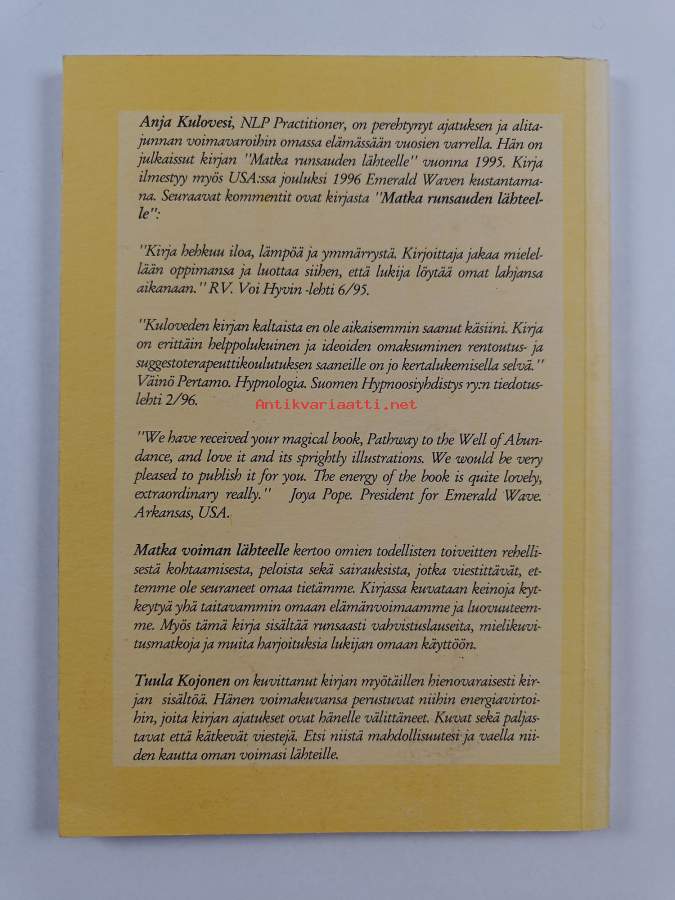 Anja Kulovesi, NLP Practitioner, on perehtynyt ajatuksen ja alita-
junnan voimavaroihin omassa elämässään vuosien varrella. Hän on
julkaissut kirjan "Matka runsauden lähteelle" vuonna 1995. Kirja
ilmestyy myös USA:ssa jouluksi 1996 Emerald Waven kustantama-
na. Seuraavat kommentit ovat kirjasta "Matka runsauden lähteel-
le":
"Kirja hehkuu iloa, lämpöä ja ymmärrystä. Kirjoittaja jakaa mielel-
lään oppimansa ja luottaa siihen, että lukija löytää omat lahjansa
aikanaan." RV. Voi Hyvin -lehti 6/95.
"Kuloveden kirjan kaltaista en ole aikaisemmin saanut käsiini. Kirja
on erittäin helppolukuinen ja ideoiden omaksuminen rentoutus- ja
suggestoterapeuttikoulutuksen saaneille on jo kertalukemisella selvä."
Väinö Pertamo. Hypnologia. Suomen Hypnoosiyhdistys ry:n tiedotus-
lehti 2/96.
Antikvariaatti.net
"We have received your magical book, Pathway to the Well of Abun-
dance, and love it and its sprightly illustrations. We would be very
pleased to publish it for you. The energy of the book is quite lovely,
extraordinary really." Joya Pope. President for Emerald Wave.
Arkansas, USA.
Matka voiman lähteelle kertoo omien todellisten toiveitten rehelli-
sestä kohtaamisesta, peloista sekä sairauksista, jotka viestittävät, et-
temme ole seuranneet omaa tietämme. Kirjassa kuvataan keinoja kyt-
keytyä yhä taitavammin omaan elämänvoimaamme ja luovuuteem-
me. Myös tämä kirja sisältää runsaasti vahvistuslauseita, mielikuvi-
tusmatkoja ja muita harjoituksia lukijan omaan käyttöön.
Tuula Kojonen on kuvittanut kirjan myötäillen hienovaraisesti kir-
jan sisältöä. Hänen voimakuvansa perustuvat niihin energiavirtoi-
hin, joita kirjan ajatukset ovat hänelle välittäneet. Kuvat sekä paljas-
tavat että kätkevät viestejä. Etsi niistä mahdollisuutesi ja vaella nii-
den kautta oman voimasi lähteille.